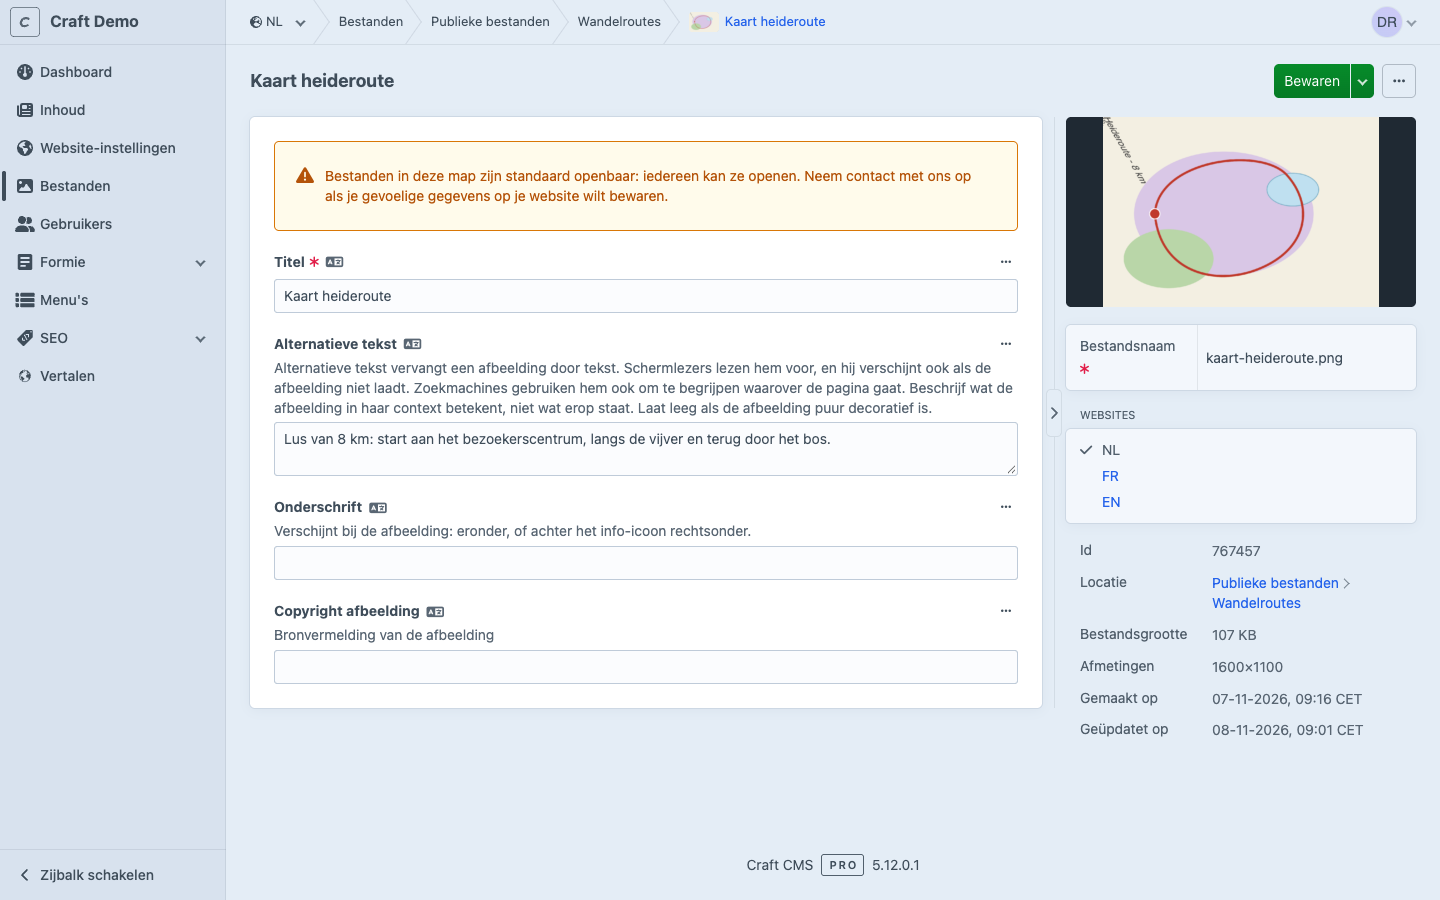 Craft Demo
Dashboard
Inhoud
Website-instellingen
Bestanden
Gebruikers
Formie
Menu's
SEO
Vertalen
Zijbalk schakelen
NL
Bestanden
Publieke bestanden
Wandelroutes
Kaart heideroute
DR
Kaart heideroute
Bewaren
Bestanden in deze map zijn standaard openbaar: iedereen kan ze openen. Neem contact met ons op
als je gevoelige gegevens op je website wilt bewaren.
Titel
Kaart heideroute
Alternatieve tekst
Alternatieve tekst vervangt een afbeelding door tekst. Schermlezers lezen hem voor, en hij verschijnt ook als de
afbeelding niet laadt. Zoekmachines gebruiken hem ook om te begrijpen waarover de pagina gaat. Beschrijf wat de
afbeelding in haar context betekent, niet wat erop staat. Laat leeg als de afbeelding puur decoratief is.
Lus van 8 km: start aan het bezoekerscentrum, langs de vijver en terug door het bos.
Onderschrift
Verschijnt bij de afbeelding: eronder, of achter het info-icoon rechtsonder.
Copyright afbeelding
Bronvermelding van de afbeelding
Heideroute - 8 km
Bestandsnaam
kaart-heideroute.png
WEBSITES
NL
FR
EN
Id 767457
Locatie Publieke bestanden
Wandelroutes
Bestandsgrootte 107 KB
Afmetingen 1600×1100
Gemaakt op 07-11-2026, 09:16 CET
Geüpdatet op 08-11-2026, 09:01 CET
Craft CMS PRO 5.12.0.1